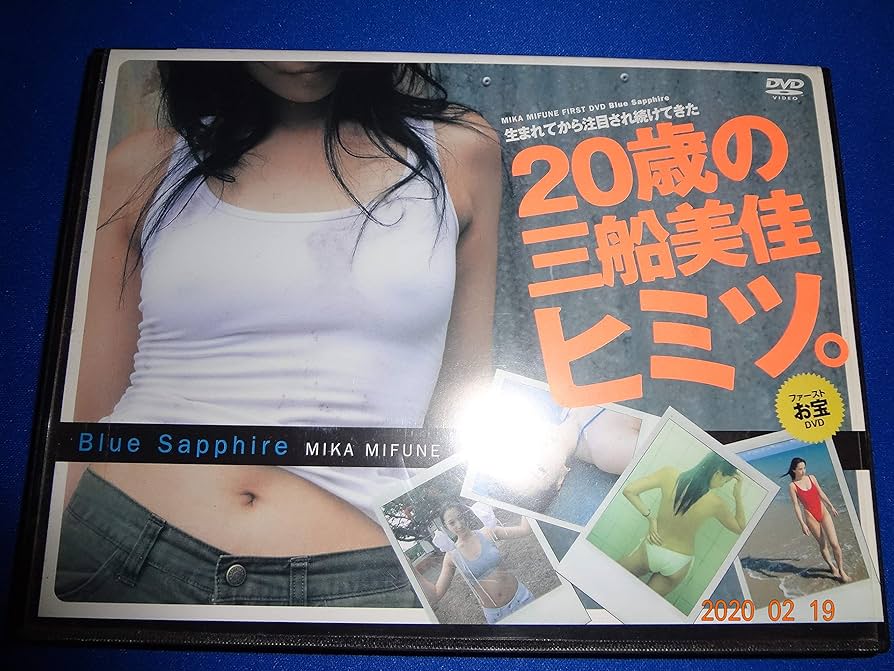 DVD
VIDEO
MIKA MIFUNE FIRST DVD Blue Sapphire
生まれてから注目され続けてきた
20歳の
三船美佳
ヒミツ。
ファースト
お宝
DVD
Blue Sapphire MIKA MIFUNE
2020 02 19